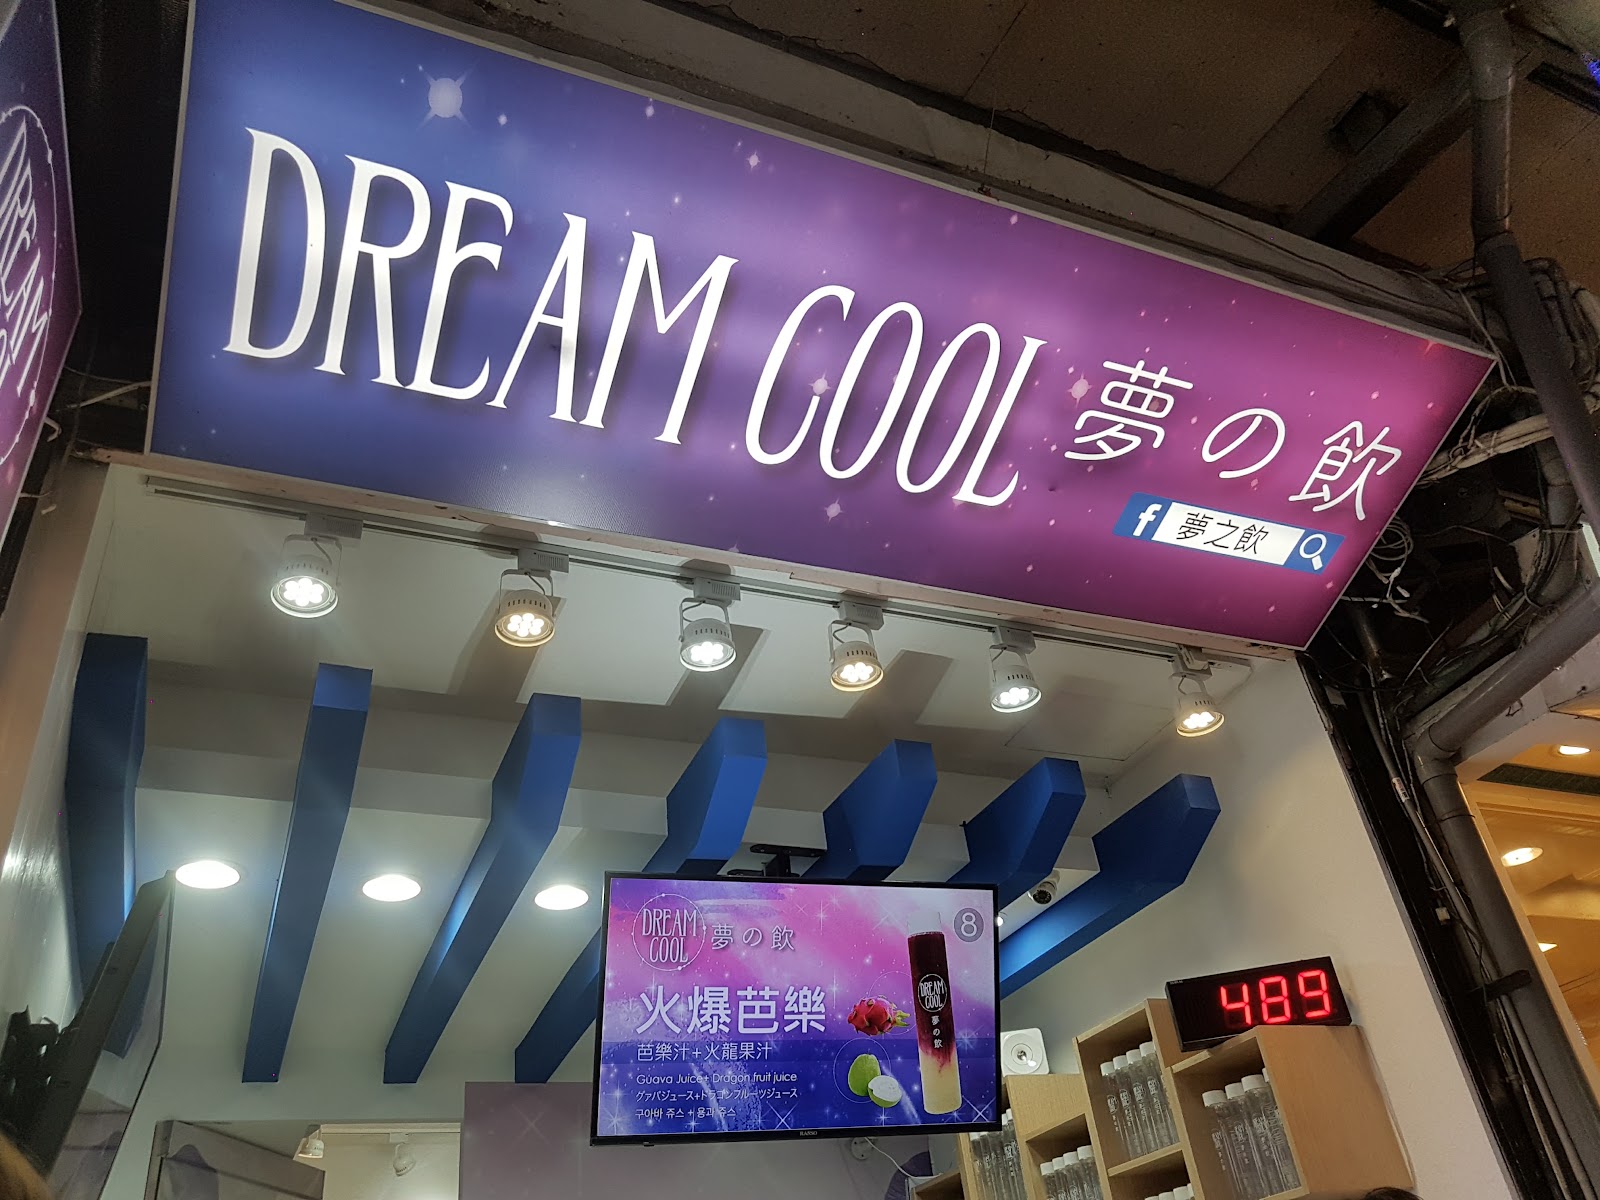 DREAM COOL 夢の飲
f 夢之飲
DREAM
DREAM
COOL
夢の飲
8
火爆芭樂
芭樂汁+火龍果汁
Guava Juice+ Dragon fruit juice
グァバジュース+ドラゴンフルーツジュース
구아바 쥬스 + 용과 쥬스
DREAM
COOL
夢の飲
489